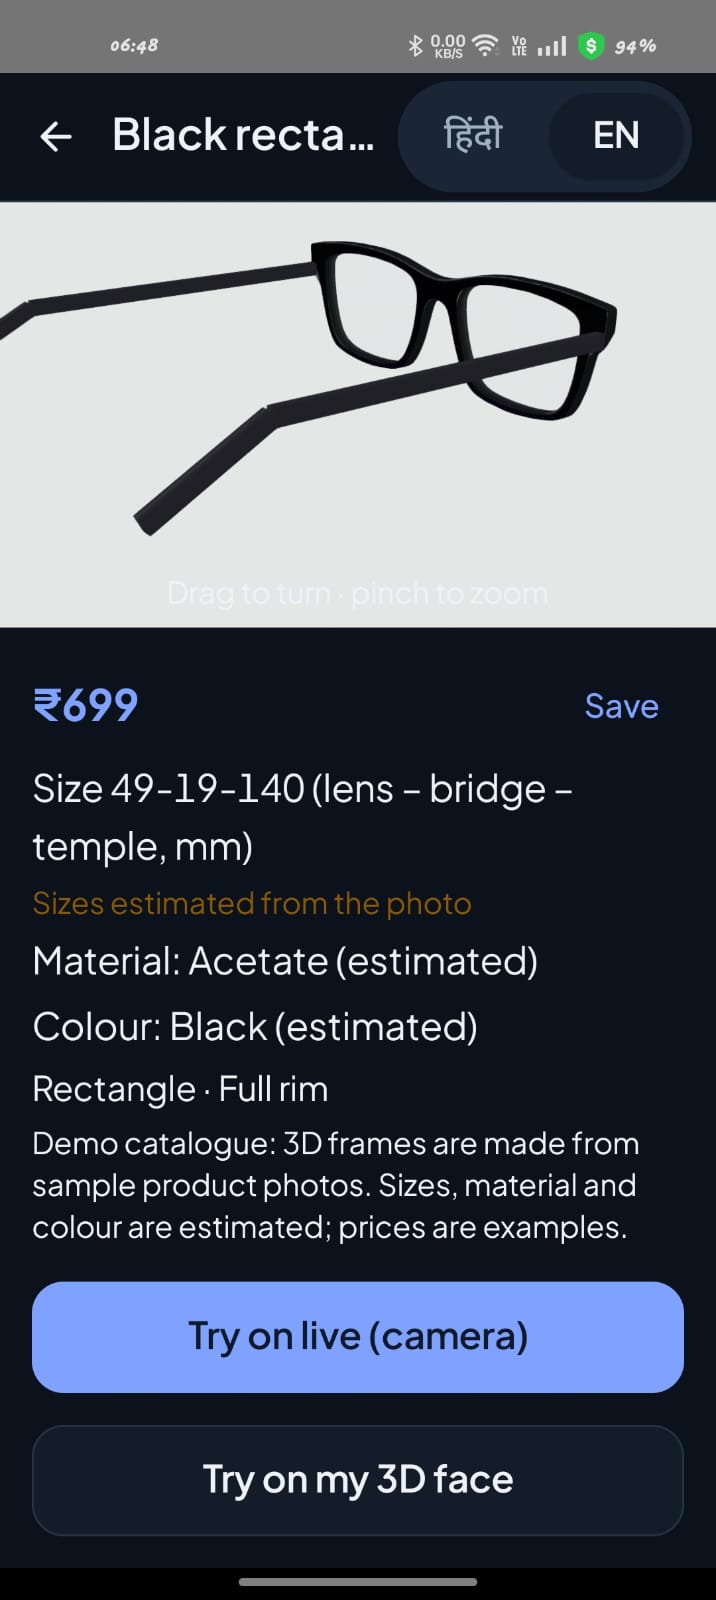 06:48
0.00 KB/S
Vo LTE
$
94%
Black recta...
हिंदी
EN
Drag to turn · pinch to zoom
₹699
Save
Size 49-19-140 (lens – bridge –
temple, mm)
Sizes estimated from the photo
Material: Acetate (estimated)
Colour: Black (estimated)
Rectangle · Full rim
Demo catalogue: 3D frames are made from
sample product photos. Sizes, material and
colour are estimated; prices are examples.
Try on live (camera)
Try on my 3D face